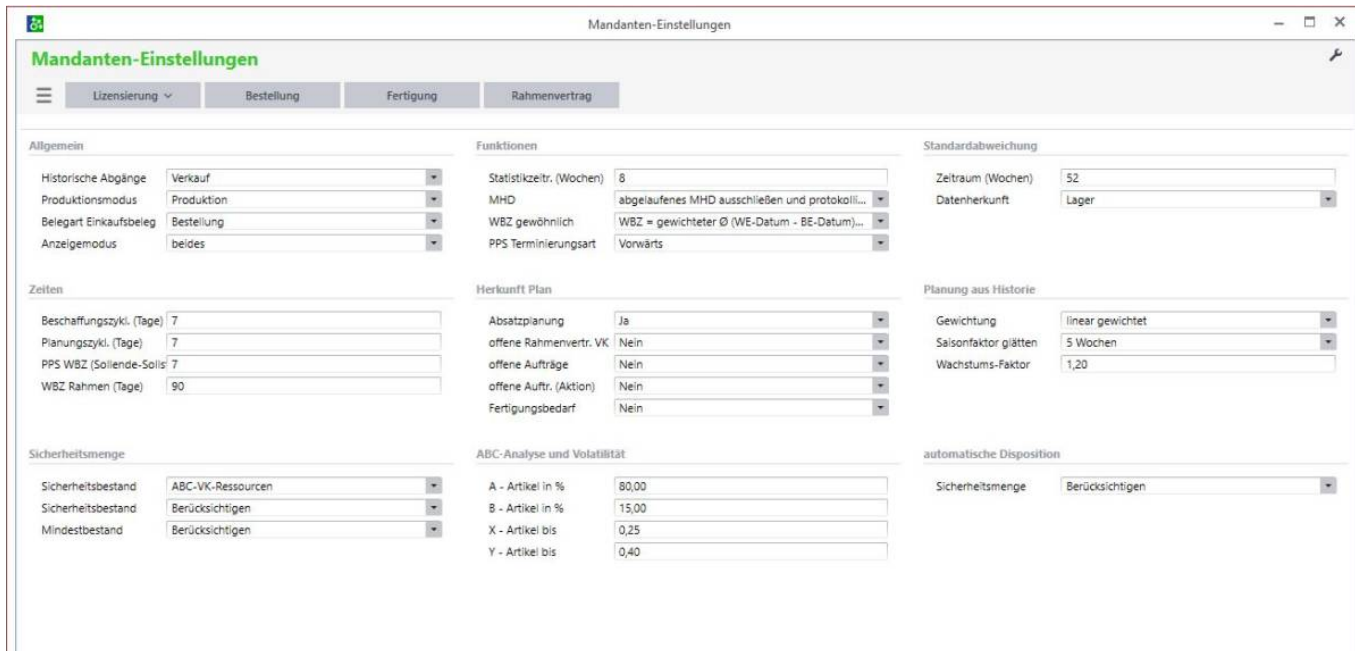 Mandanten-Einstellungen
Mandanten-Einstellungen
Lizensierung Bestellung Fertigung Rahmenvertrag
Allgemein
Historische Abgänge Verkauf
Produktionsmodus Produktion
Belegart Einkaufsbeleg Bestellung
Anzeigemodus beides
Funktionen
Statistikzeitr. (Wochen) 8
MHD abgelaufenes MHD ausschließen und protokolli...
WBZ gewöhnlich WBZ = gewichteter Ø (WE-Datum - BE-Datum)...
PPS Terminierungsart Vorwärts
Standardabweichung
Zeitraum (Wochen) 52
Datenherkunft Lager
Zeiten
Beschaffungszykl. (Tage) 7
Planungszykl. (Tage) 7
PPS WBZ (Sollende-Solls 7
WBZ Rahmen (Tage) 90
Herkunft Plan
Absatzplanung Ja
offene Rahmenvertr. VK Nein
offene Aufträge Nein
offene Auftr. (Aktion) Nein
Fertigungsbedarf Nein
Planung aus Historie
Gewichtung linear gewichtet
Saisonfaktor glätten 5 Wochen
Wachstums-Faktor 1,20
Sicherheitsmenge
Sicherheitsbestand ABC-VK-Ressourcen
Sicherheitsbestand Berücksichtigen
Mindestbestand Berücksichtigen
ABC-Analyse und Volatilität
A - Artikel in % 80,00
B - Artikel in % 15,00
X - Artikel bis 0,25
Y - Artikel bis 0,40
automatische Disposition
Sicherheitsmenge Berücksichtigen